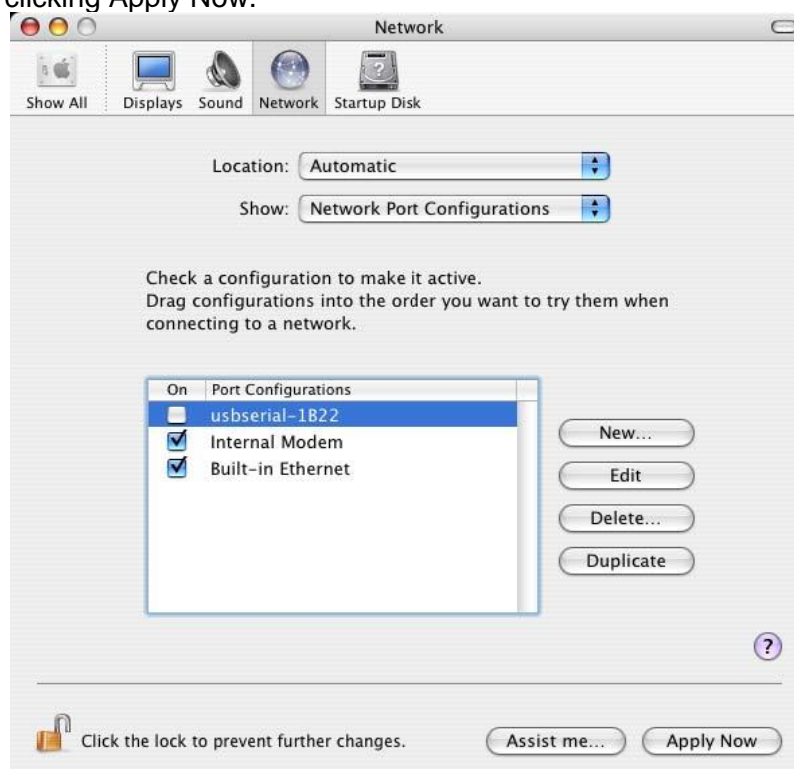 clicking Apply Now.
Network
Show All Displays Sound Network Startup Disk
Location: Automatic
Show: Network Port Configurations
Check a configuration to make it active.
Drag configurations into the order you want to try them when
connecting to a network.
On Port Configurations
usbserial-1B22
Internal Modem
Built-in Ethernet
New...
Edit
Delete...
Duplicate
?
Click the lock to prevent further changes.
Assist me... Apply Now